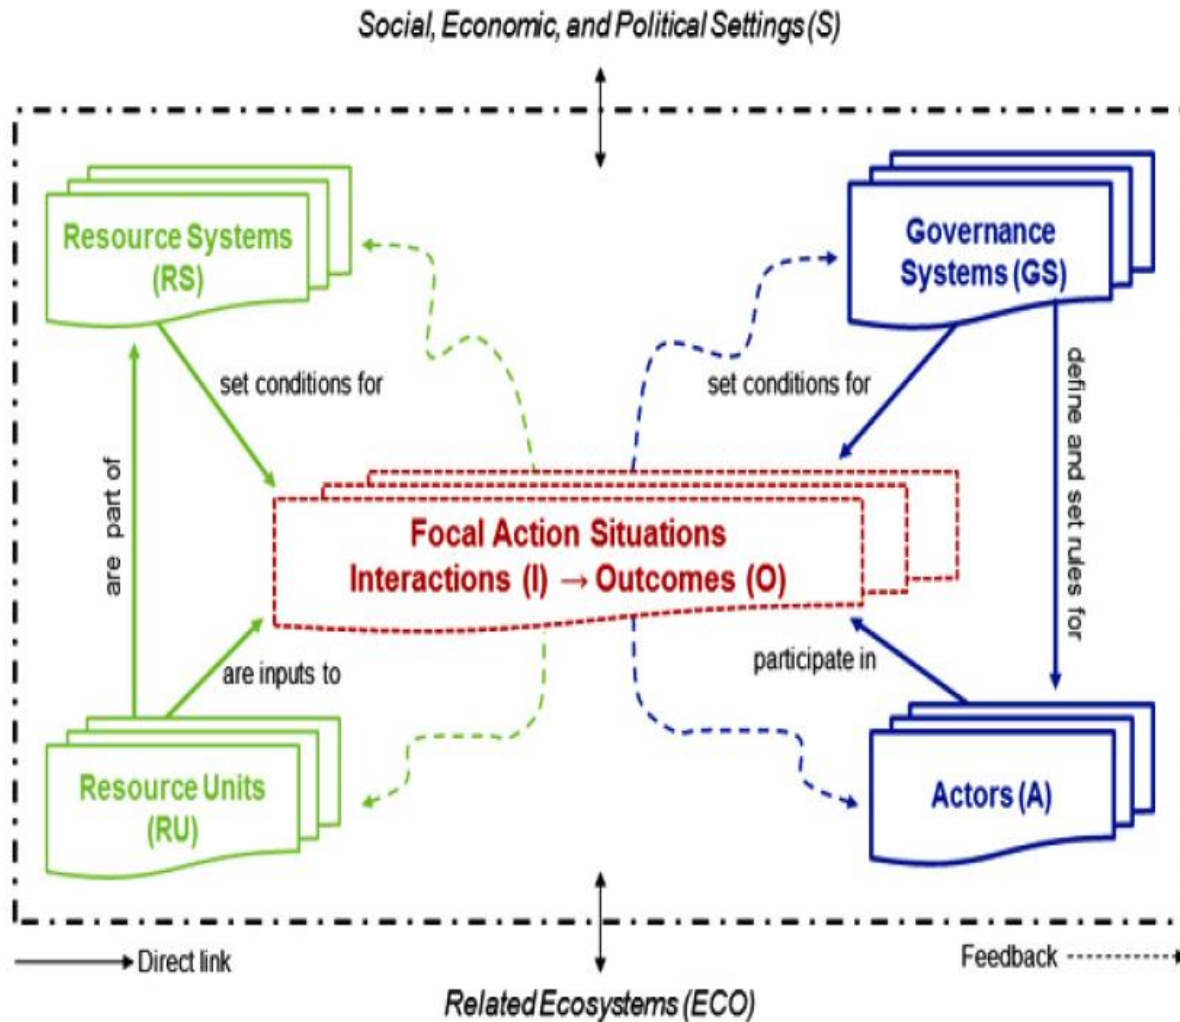 Social, Economic, and Political Settings (S)
Resource Systems
(RS)
Governance
Systems (GS)
set conditions for
set conditions for
define and set rules for
are part of
Focal Action Situations
Interactions (I) → Outcomes (O)
are inputs to
participate in
Resource Units
(RU)
Actors (A)
Direct link
Feedback
Related Ecosystems (ECO)